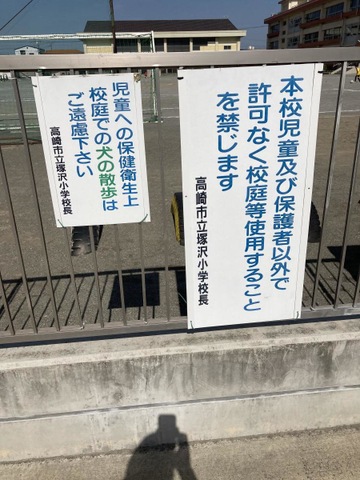 本校児童及び保護者以外で
許可なく校庭等使用すること
を禁じます
高崎市立塚沢小学校長
児童への保健衛生上
校庭での犬の散歩は
ご遠慮下さい
高崎市立塚沢小学校長